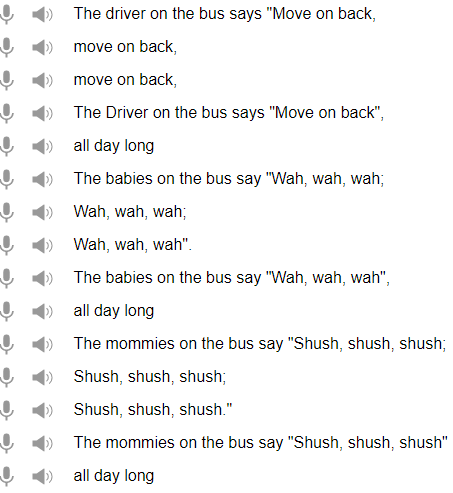 The driver on the bus says "Move on back,
move on back,
move on back,
The Driver on the bus says "Move on back",
all day long
The babies on the bus say "Wah, wah, wah;
Wah, wah, wah;
Wah, wah, wah".
The babies on the bus say "Wah, wah, wah",
all day long
The mommies on the bus say "Shush, shush, shush;
Shush, shush, shush;
Shush, shush, shush."
The mommies on the bus say "Shush, shush, shush"
all day long